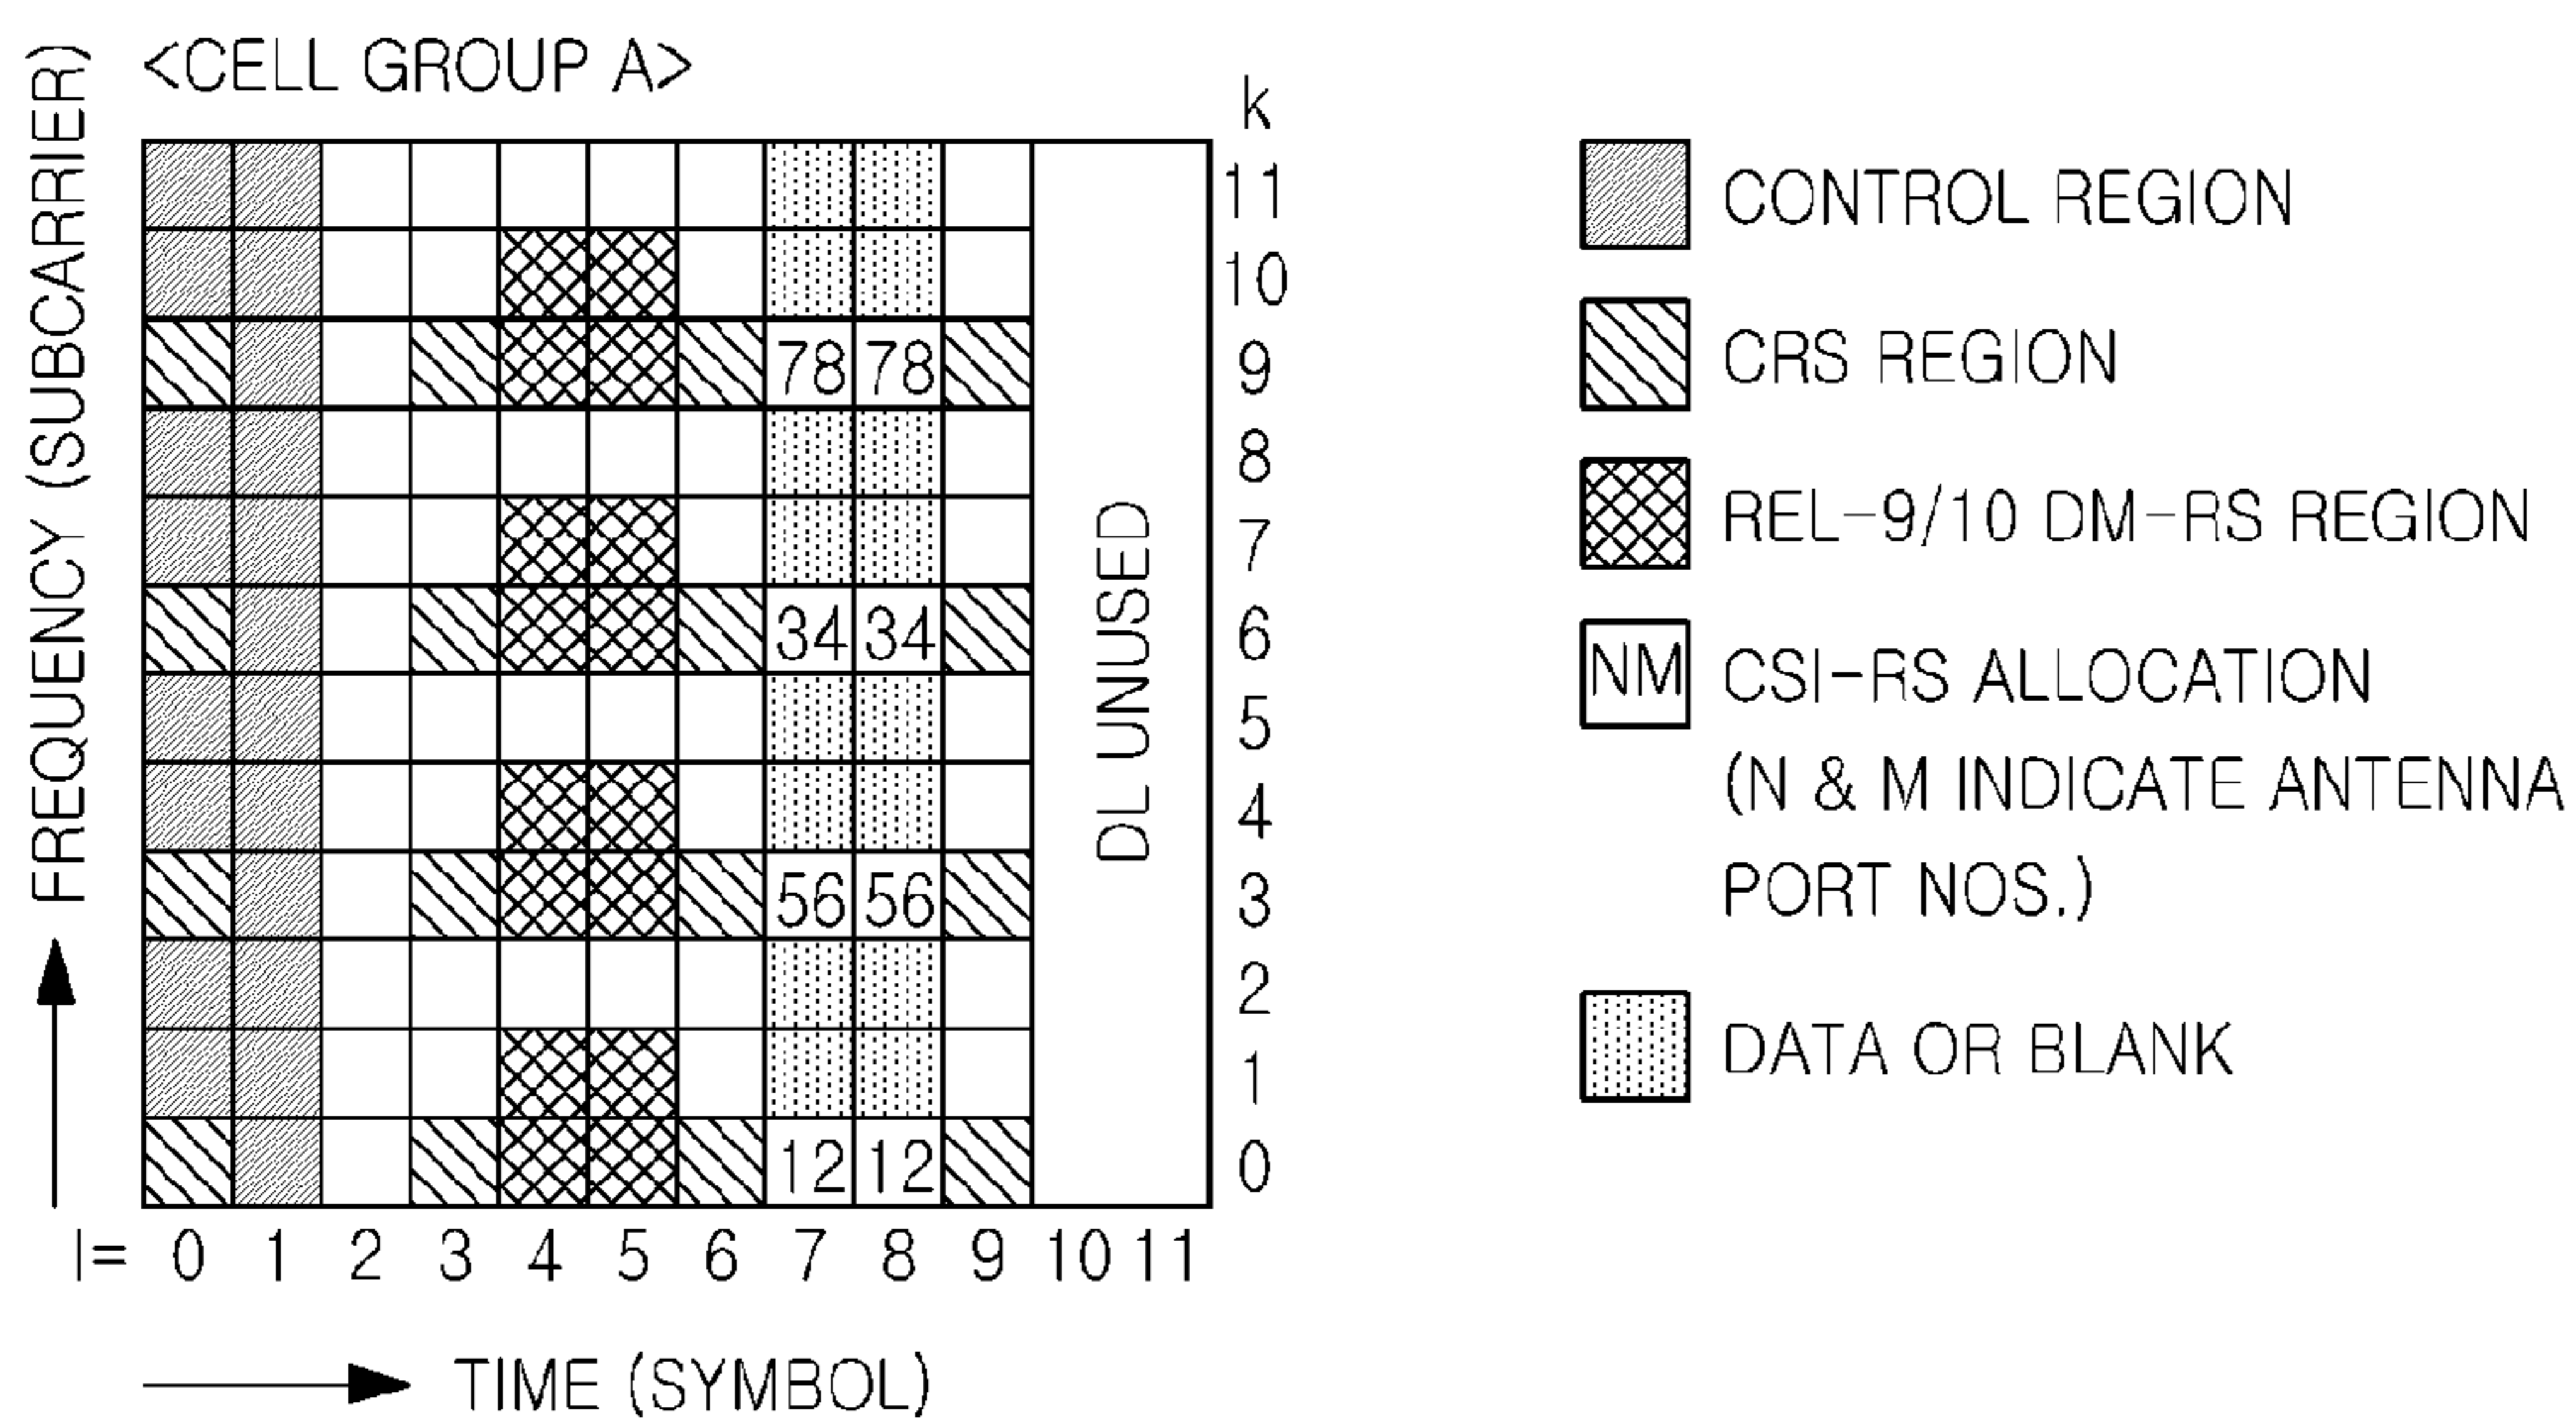 <CELL GROUP A>
FREQUENCY (SUBCARRIER)
k
11
10
9
8
7
6
5
4
3
2
1
0
78 78
34 34
56 56
12 12
DL UNUSED
l= 0 1 2 3 4 5 6 7 8 9 10 11
TIME (SYMBOL)
CONTROL REGION
CRS REGION
REL-9/10 DM-RS REGION
NM CSI-RS ALLOCATION
(N & M INDICATE ANTENNA
PORT NOS.)
DATA OR BLANK